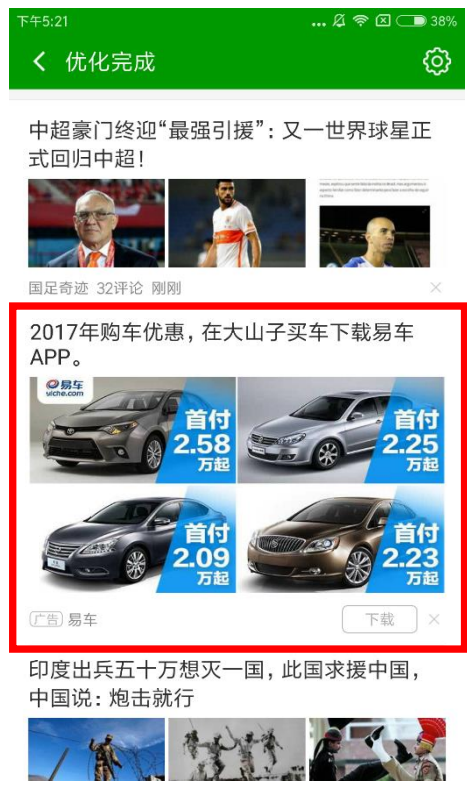 下午5:21
... 38%
优化完成
中超豪门终迎“最强引援”：又一世界球星正
式回归中超！
国足奇迹 32评论 刚刚
2017年购车优惠，在大山子买车下载易车
APP。
易车
yiche.com
首付
2.58
万起
首付
2.25
万起
首付
2.09
万起
首付
2.23
万起
广告 易车 下载
印度出兵五十万想灭一国，此国求援中国，
中国说：炮击就行